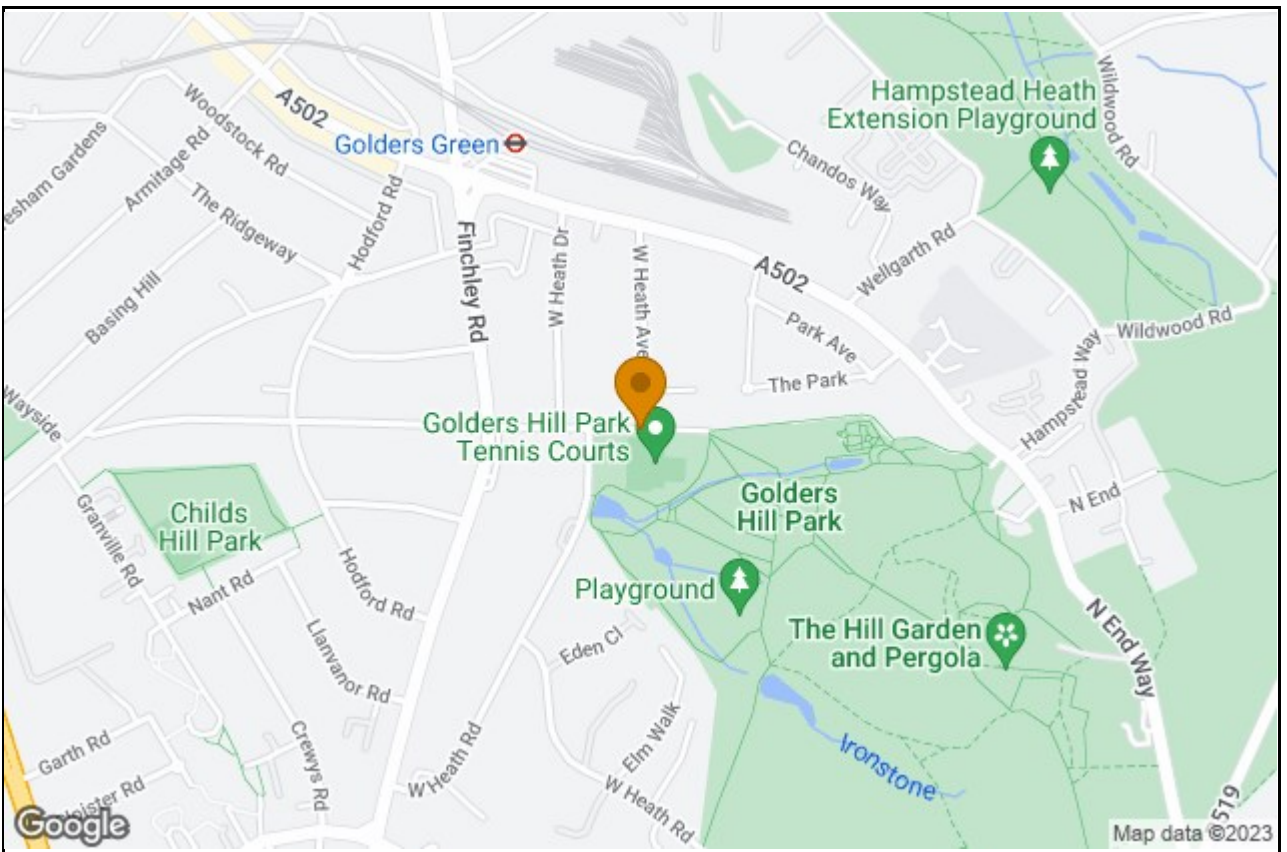 Hampstead Heath
Extension Playground
Wildwood Rd
A502
Woodstock Rd
Golders Green
Armitage Rd
esham Gardens
Chandos Way
The Ridgeway
Hodford Rd
Finchley Rd
W Heath Dr
W Heath Ave
A502
Wellgarth Rd
Basing Hill
Park Ave
Wildwood Rd
The Park
Hampstead Way
Wayside
Golders Hill Park
Tennis Courts
Golders
Hill Park
N End
Childs
Hill Park
Granville Rd
Nant Rd
Hodford Rd
Playground
Llanvanor Rd
Eden Cl
The Hill Garden
and Pergola
N End Way
Crewys Rd
Elm Walk
Garth Rd
W Heath Rd
Ironstone
W Heath Rd
loister Rd
Google
519
Map data ©2023